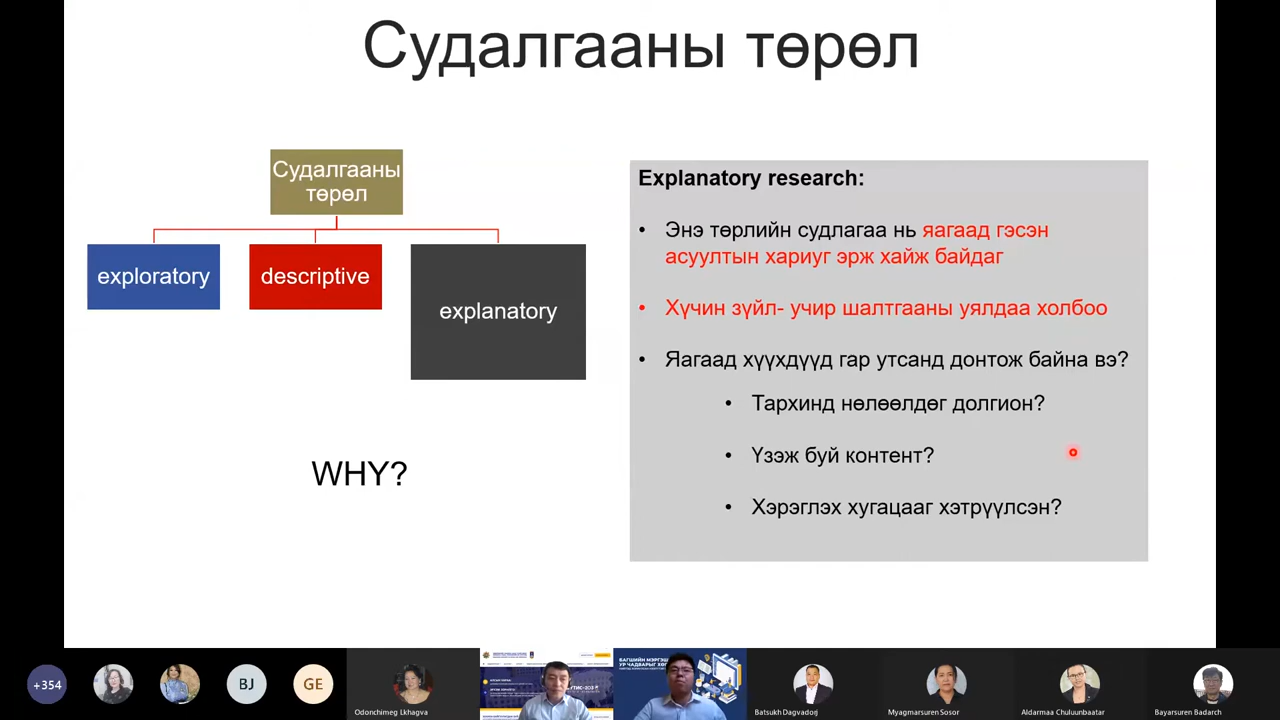 Судалгааны төрөл
Судалгааны
төрөл
exploratory
descriptive
explanatory
WHY?
Explanatory research:
• Энэ төрлийн судлагаа нь яагаад гэсэн
асуултын хариуг эрж хайж байдаг
• Хүчин зүйл- учир шалтгааны уялдаа холбоо
• Яагаад хүүхдүүд гар утсанд донтож байна вэ?
• Тархинд нөлөөлдөг долгион?
• Үзэж буй контент?
• Хэрэглэх хугацааг хэтрүүлсэн?
+354
BJ
GE
Odonchimeg Lkhagva
БАГШИЙН МЭРГЭШ
Batsukh Dagvadorj
Myagmarsuren Sosor
Aldarmaa Chuluunbaatar
Bayarsuren Badarch